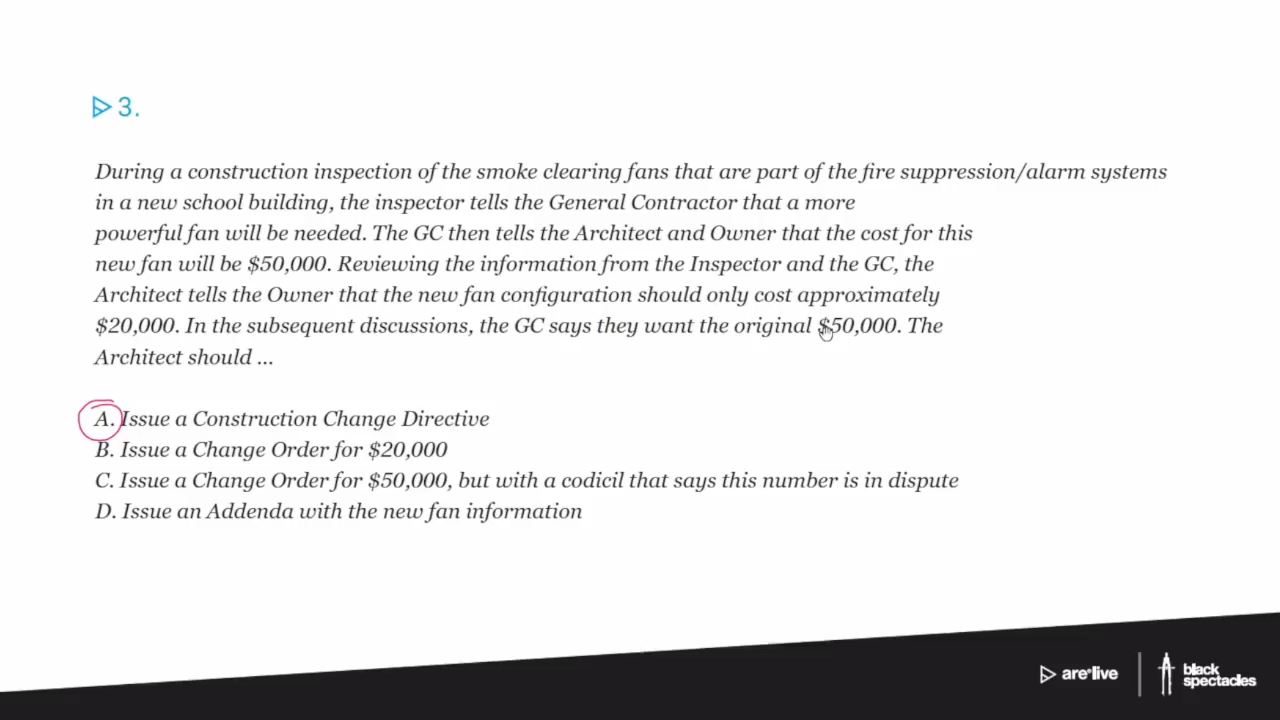 3.
During a construction inspection of the smoke clearing fans that are part of the fire suppression/alarm systems
in a new school building, the inspector tells the General Contractor that a more
powerful fan will be needed. The GC then tells the Architect and Owner that the cost for this
new fan will be $50,000. Reviewing the information from the Inspector and the GC, the
Architect tells the Owner that the new fan configuration should only cost approximately
$20,000. In the subsequent discussions, the GC says they want the original $50,000. The
Architect should ...
A. Issue a Construction Change Directive
B. Issue a Change Order for $20,000
C. Issue a Change Order for $50,000, but with a codicil that says this number is in dispute
D. Issue an Addenda with the new fan information
are live
black
spectacles